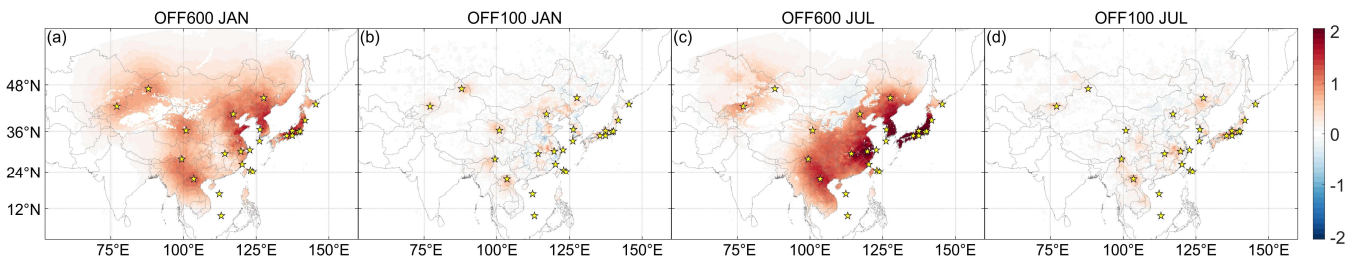 OFF600 JAN OFF100 JAN OFF600 JUL OFF100 JUL
(a) (b) (c) (d)
48°N
36°N
24°N
12°N
75°E 100°E 125°E 150°E 75°E 100°E 125°E 150°E 75°E 100°E 125°E 150°E 75°E 100°E 125°E 150°E
2
1
0
-1
-2